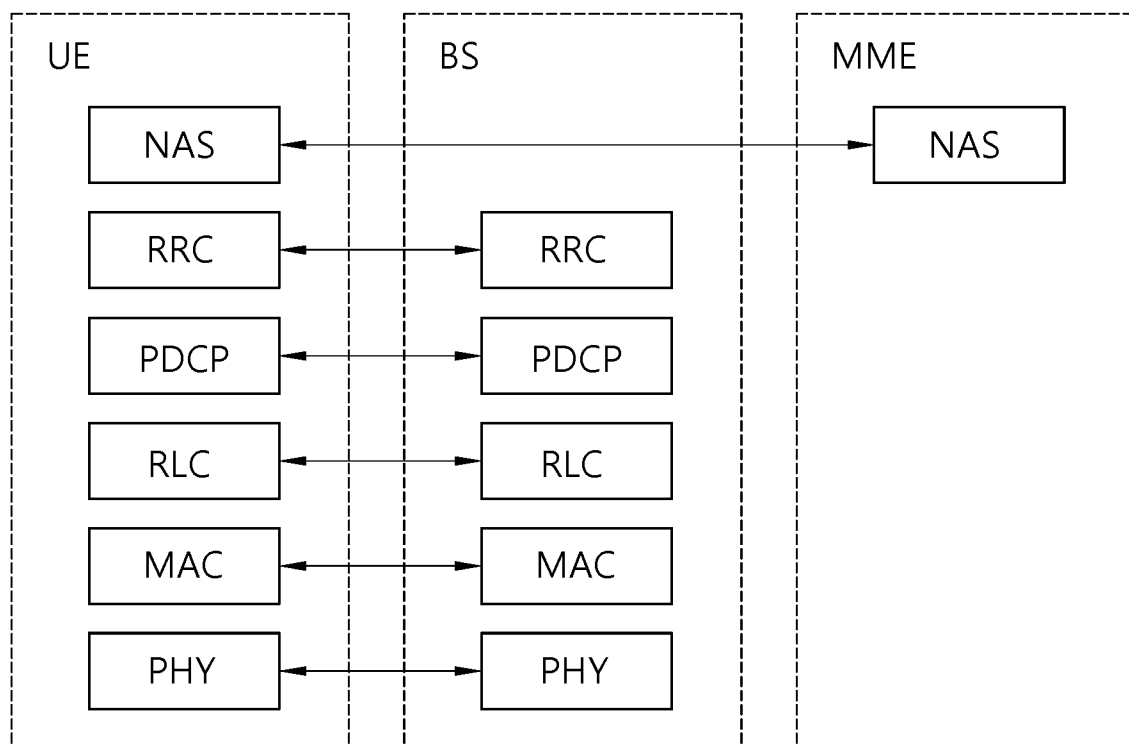 UE BS MME
NAS NAS
RRC RRC
PDCP PDCP
RLC RLC
MAC MAC
PHY PHY